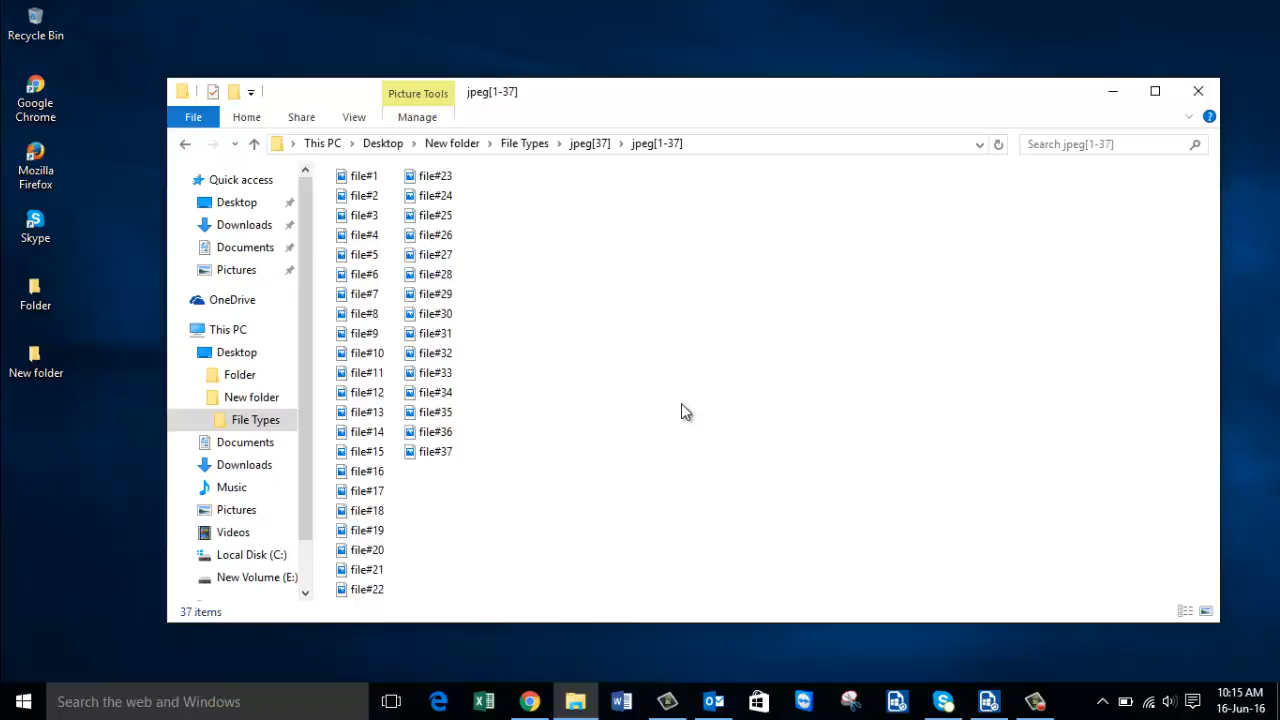 Recycle Bin
Google
Chrome
Mozilla
Firefox
Skype
Folder
New folder
Picture Tools
jpeg[1-37]
File
Home
Share
View
Manage
This PC
Desktop
New folder
File Types
jpeg[37]
jpeg[1-37]
Search jpeg[1-37]
Quick access
Desktop
Downloads
Documents
Pictures
OneDrive
This PC
Desktop
Folder
New folder
File Types
Documents
Downloads
Music
Pictures
Videos
Local Disk (C:)
New Volume (E:)
file#1
file#2
file#3
file#4
file#5
file#6
file#7
file#8
file#9
file#10
file#11
file#12
file#13
file#14
file#15
file#16
file#17
file#18
file#19
file#20
file#21
file#22
file#23
file#24
file#25
file#26
file#27
file#28
file#29
file#30
file#31
file#32
file#33
file#34
file#35
file#36
file#37
37 items
Search the web and Windows
10:15 AM
16-Jun-16